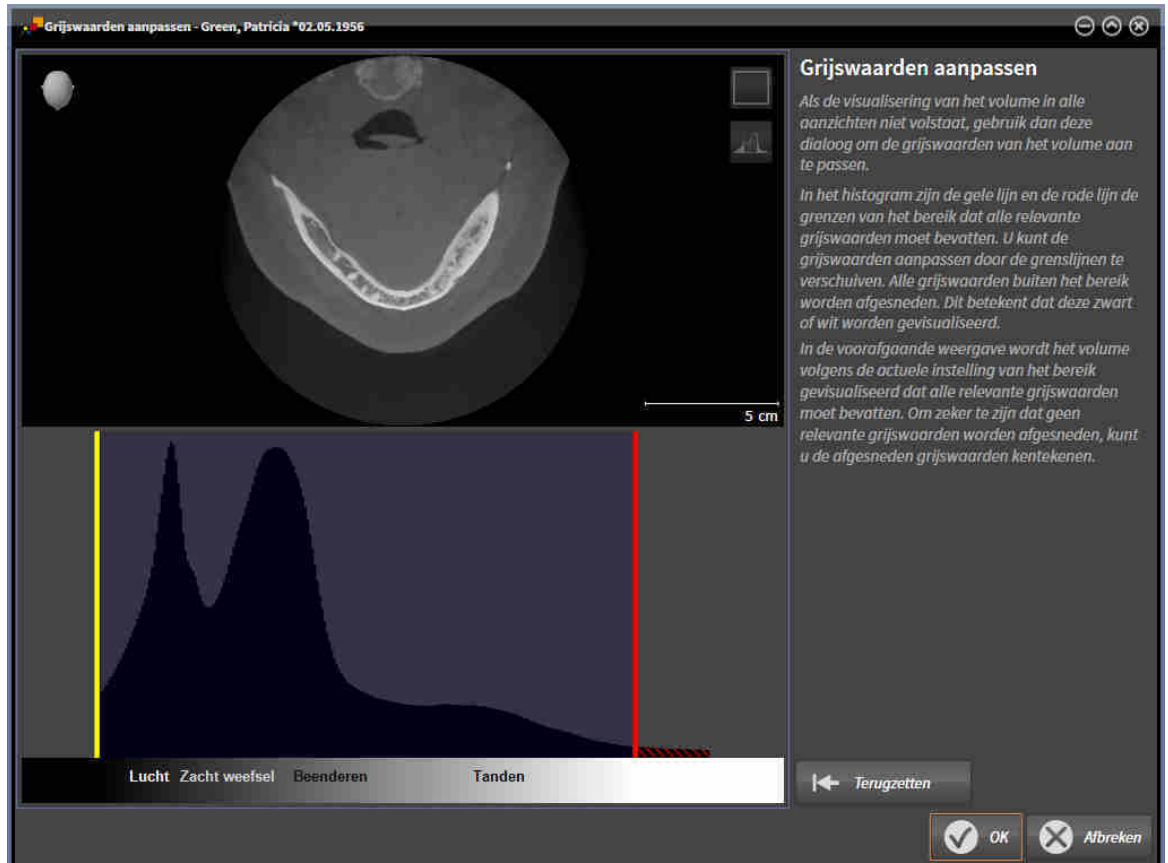 Grijswaarden aanpassen - Green, Patricia *02.05.1956
Grijswaarden aanpassen
Als de visualisering van het volume in alle
aanzichten niet volstaat, gebruik dan deze
dialoog om de grijswaarden van het volume aan
te passen.
In het histogram zijn de gele lijn en de rode lijn de
grenzen van het bereik dat alle relevante
grijswaarden moet bevatten. U kunt de
grijswaarden aanpassen door de grenslijnen te
verschuiven. Alle grijswaarden buiten het bereik
worden afgesneden. Dit betekent dat deze zwart
of wit worden gevisualiseerd.
In de voorafgaande weergave wordt het volume
volgens de actuele instelling van het bereik
gevisualiseerd dat alle relevante grijswaarden
moet bevatten. Om zeker te zijn dat geen
relevante grijswaarden worden afgesneden, kunt
u de afgesneden grijswaarden kentekenen.
5 cm
Lucht Zacht weefsel Beenderen Tanden
Terugzetten
OK Afbreken